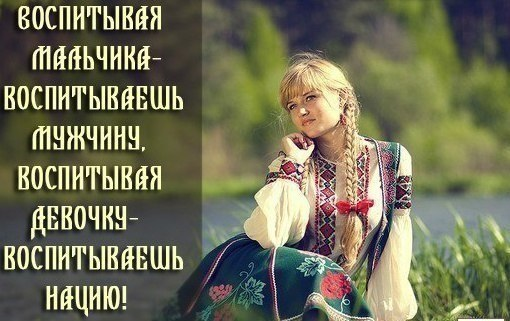 ВОСПИТЫВАЯ
МАЛЬЧИКА-
ВОСПИТЫВАЕШЬ
МУЖЧИНУ,
ВОСПИТЫВАЯ
ДЕВОЧКУ-
ВОСПИТЫВАЕШЬ
НАЦИЮ!